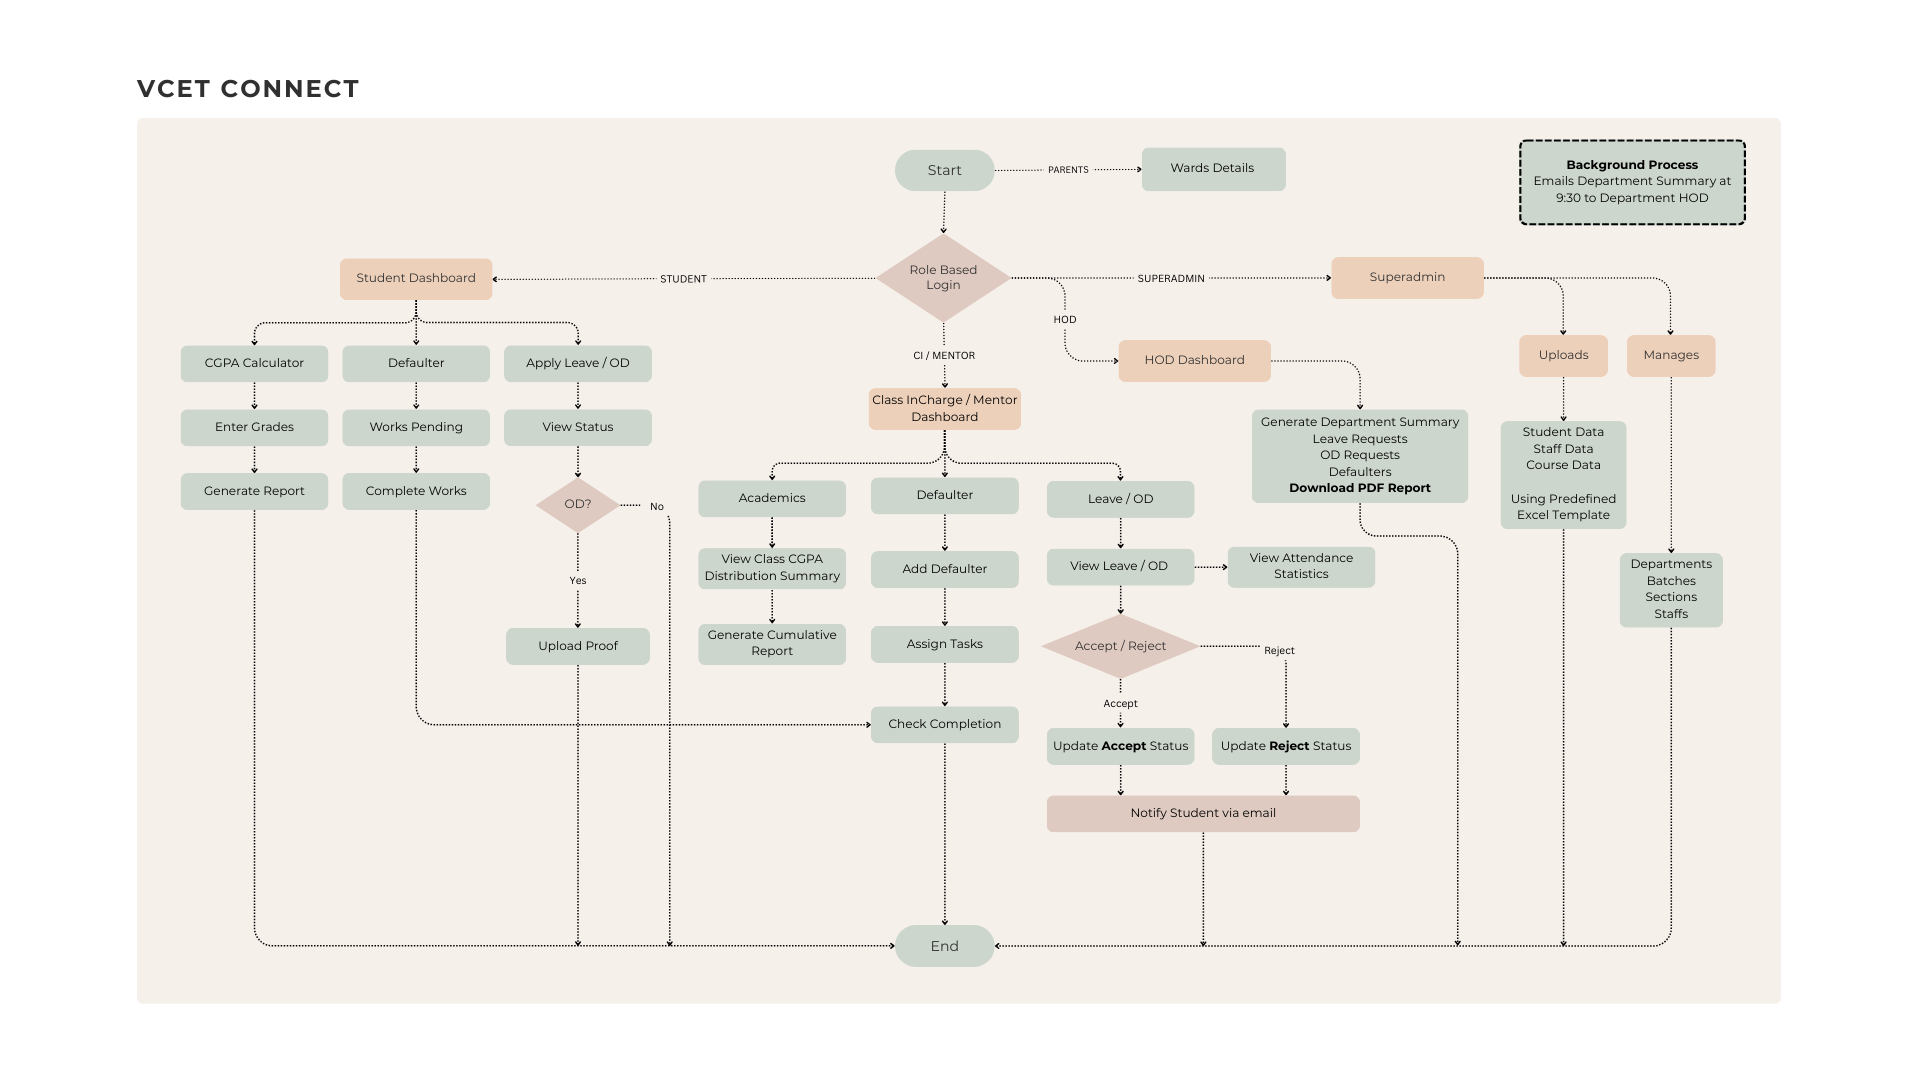 VCET CONNECT
Start
PARENTS
Wards Details
Background Process
Emails Department Summary at
9:30 to Department HOD
Student Dashboard
STUDENT
Role Based
Login
SUPERADMIN
Superadmin
HOD
CI / MENTOR
HOD Dashboard
Uploads
Manages
CGPA Calculator
Defaulter
Apply Leave / OD
Class InCharge / Mentor
Dashboard
Enter Grades
Works Pending
View Status
Generate Department Summary
Leave Requests
OD Requests
Defaulters
Download PDF Report
Student Data
Staff Data
Course Data
Using Predefined
Excel Template
Generate Report
Complete Works
OD?
No
Academics
Defaulter
Leave / OD
View Class CGPA
Distribution Summary
Add Defaulter
View Leave / OD
View Attendance
Statistics
Departments
Batches
Sections
Staffs
Yes
Upload Proof
Generate Cumulative
Report
Assign Tasks
Accept / Reject
Reject
Accept
Check Completion
Update Accept Status
Update Reject Status
Notify Student via email
End